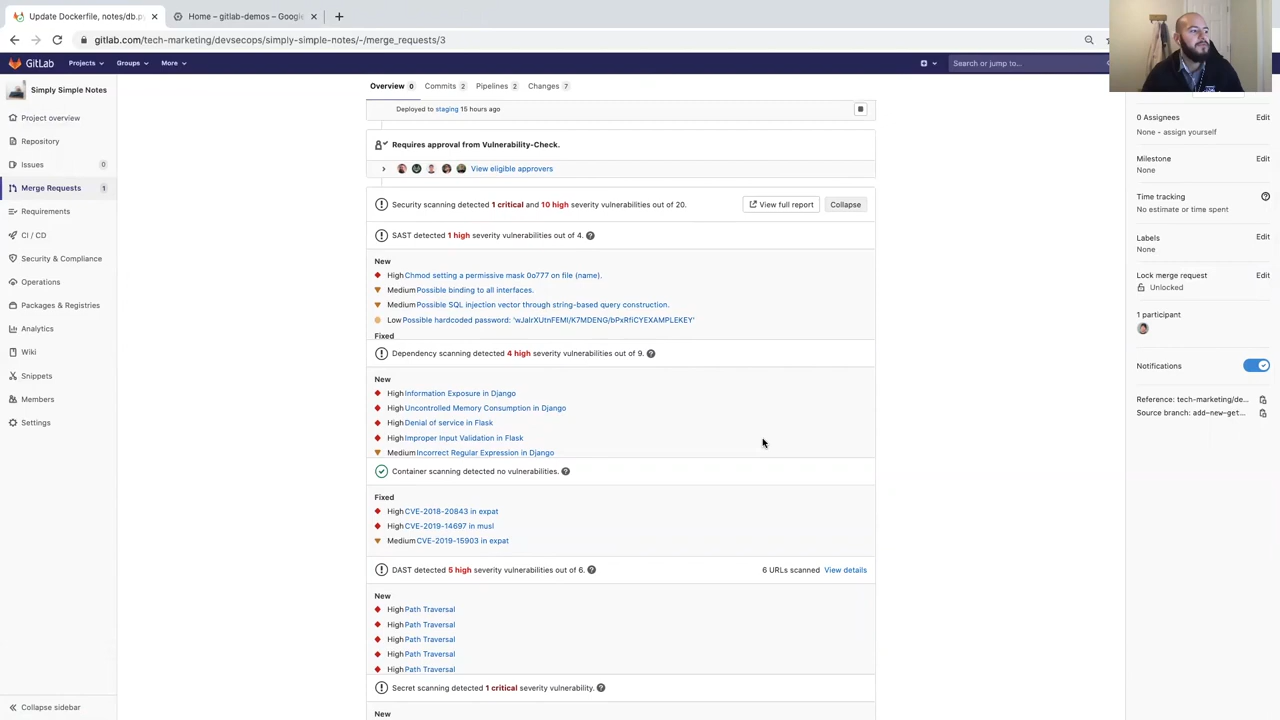 Update Dockerfile, notes/db.p
Home – gitlab-demos – Google
gitlab.com/tech-marketing/devsecops/simply-simple-notes/-/merge_requests/3
GitLab
Projects
Groups
More
Search or jump to...
Simply Simple Notes
Project overview
Repository
Issues 0
Merge Requests 1
Requirements
CI / CD
Security & Compliance
Operations
Packages & Registries
Analytics
Wiki
Snippets
Members
Settings
Collapse sidebar
Overview 0 Commits 2 Pipelines 2 Changes 7
Deployed to staging 15 hours ago
Requires approval from Vulnerability-Check.
View eligible approvers
Security scanning detected 1 critical and 10 high severity vulnerabilities out of 20.
View full report
Collapse
SAST detected 1 high severity vulnerabilities out of 4.
New
High Chmod setting a permissive mask 0o777 on file (name).
Medium Possible binding to all interfaces.
Medium Possible SQL injection vector through string-based query construction.
Low Possible hardcoded password: 'wJalrXUtnFEMI/K7MDENG/bPxRfiCYEXAMPLEKEY'
Fixed
Dependency scanning detected 4 high severity vulnerabilities out of 9.
New
High Information Exposure in Django
High Uncontrolled Memory Consumption in Django
High Denial of service in Flask
High Improper Input Validation in Flask
Medium Incorrect Regular Expression in Django
Container scanning detected no vulnerabilities.
Fixed
High CVE-2018-20843 in expat
High CVE-2019-14697 in musl
Medium CVE-2019-15903 in expat
DAST detected 5 high severity vulnerabilities out of 6.
6 URLs scanned View details
New
High Path Traversal
High Path Traversal
High Path Traversal
High Path Traversal
High Path Traversal
Secret scanning detected 1 critical severity vulnerability.
New
0 Assignees Edit
None - assign yourself
Milestone Edit
None
Time tracking
No estimate or time spent
Labels Edit
None
Lock merge request Edit
Unlocked
1 participant
Notifications
Reference: tech-marketing/de...
Source branch: add-new-get...